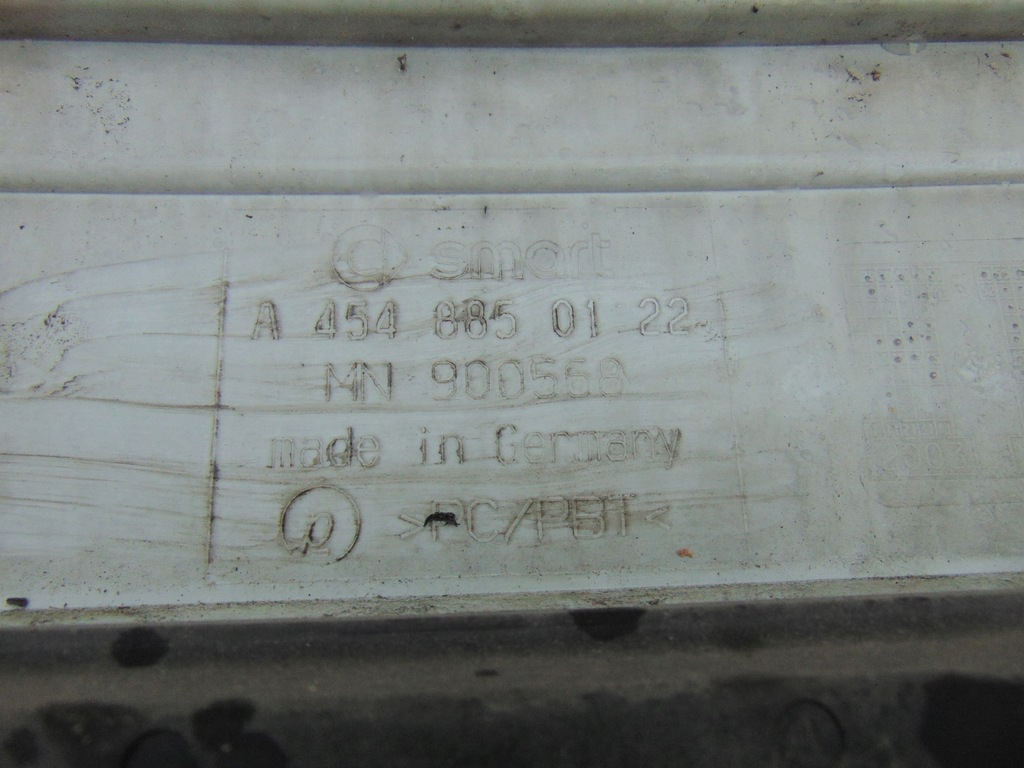 smart
A 454 885 01 22
MN 900568
made in Germany
>PC/PBT<